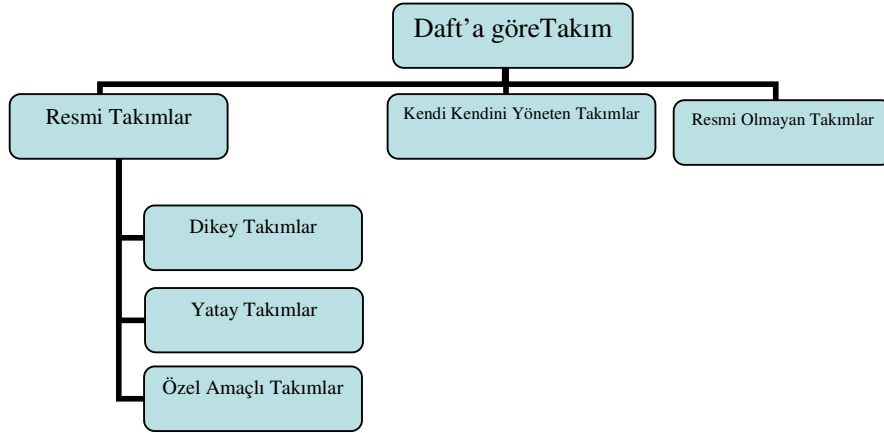 Daft’a göreTakım
Resmi Takımlar
Kendi Kendini Yöneten Takımlar
Resmi Olmayan Takımlar
Dikey Takımlar
Yatay Takımlar
Özel Amaçlı Takımlar